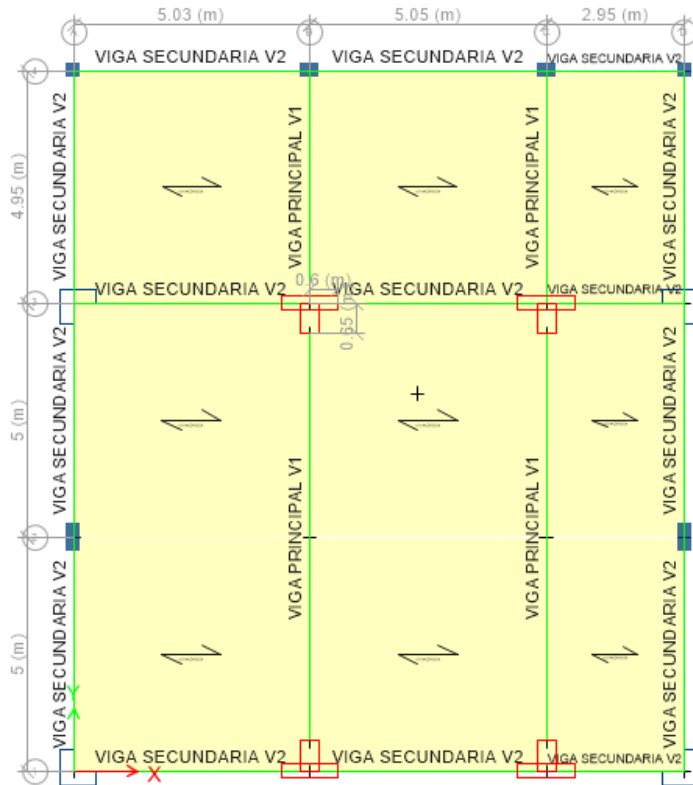 5.03 (m) 5.05 (m) 2.95 (m)
VIGA SECUNDARIA V2 VIGA SECUNDARIA V2 VIGA SECUNDARIA V2
4.95 (m)
VIGA SECUNDARIA V2
VIGA PRINCIPAL V1
VIGA PRINCIPAL V1
VIGA SECUNDARIA V2
0.6 (m)
VIGA SECUNDARIA V2 VIGA SECUNDARIA V2 VIGA SECUNDARIA V2
0.65 (m)
5 (m)
VIGA SECUNDARIA V2
VIGA PRINCIPAL V1
VIGA PRINCIPAL V1
VIGA SECUNDARIA V2
5 (m)
VIGA SECUNDARIA V2
VIGA SECUNDARIA V2
Y
VIGA SECUNDARIA V2 VIGA SECUNDARIA V2 VIGA SECUNDARIA V2
X